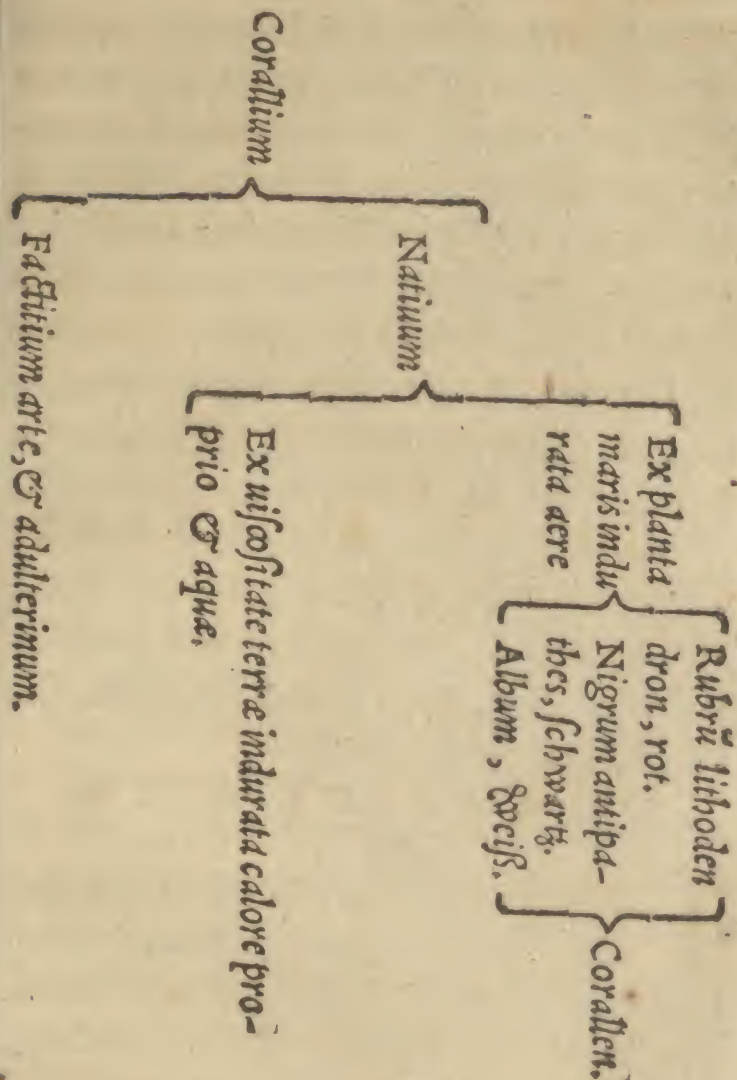 Corallium
Natiuum
Ex planta
maris indu
rata aere
Rubrũ lithoden
dron, rot.
Nigrum antipa-
thes, ſchwartz.
Album, weiß.
Corallen.
Ex uiſcoſitate terræ indurata calore pro-
prio & aquæ.
Factitium arte, & adulterinum.